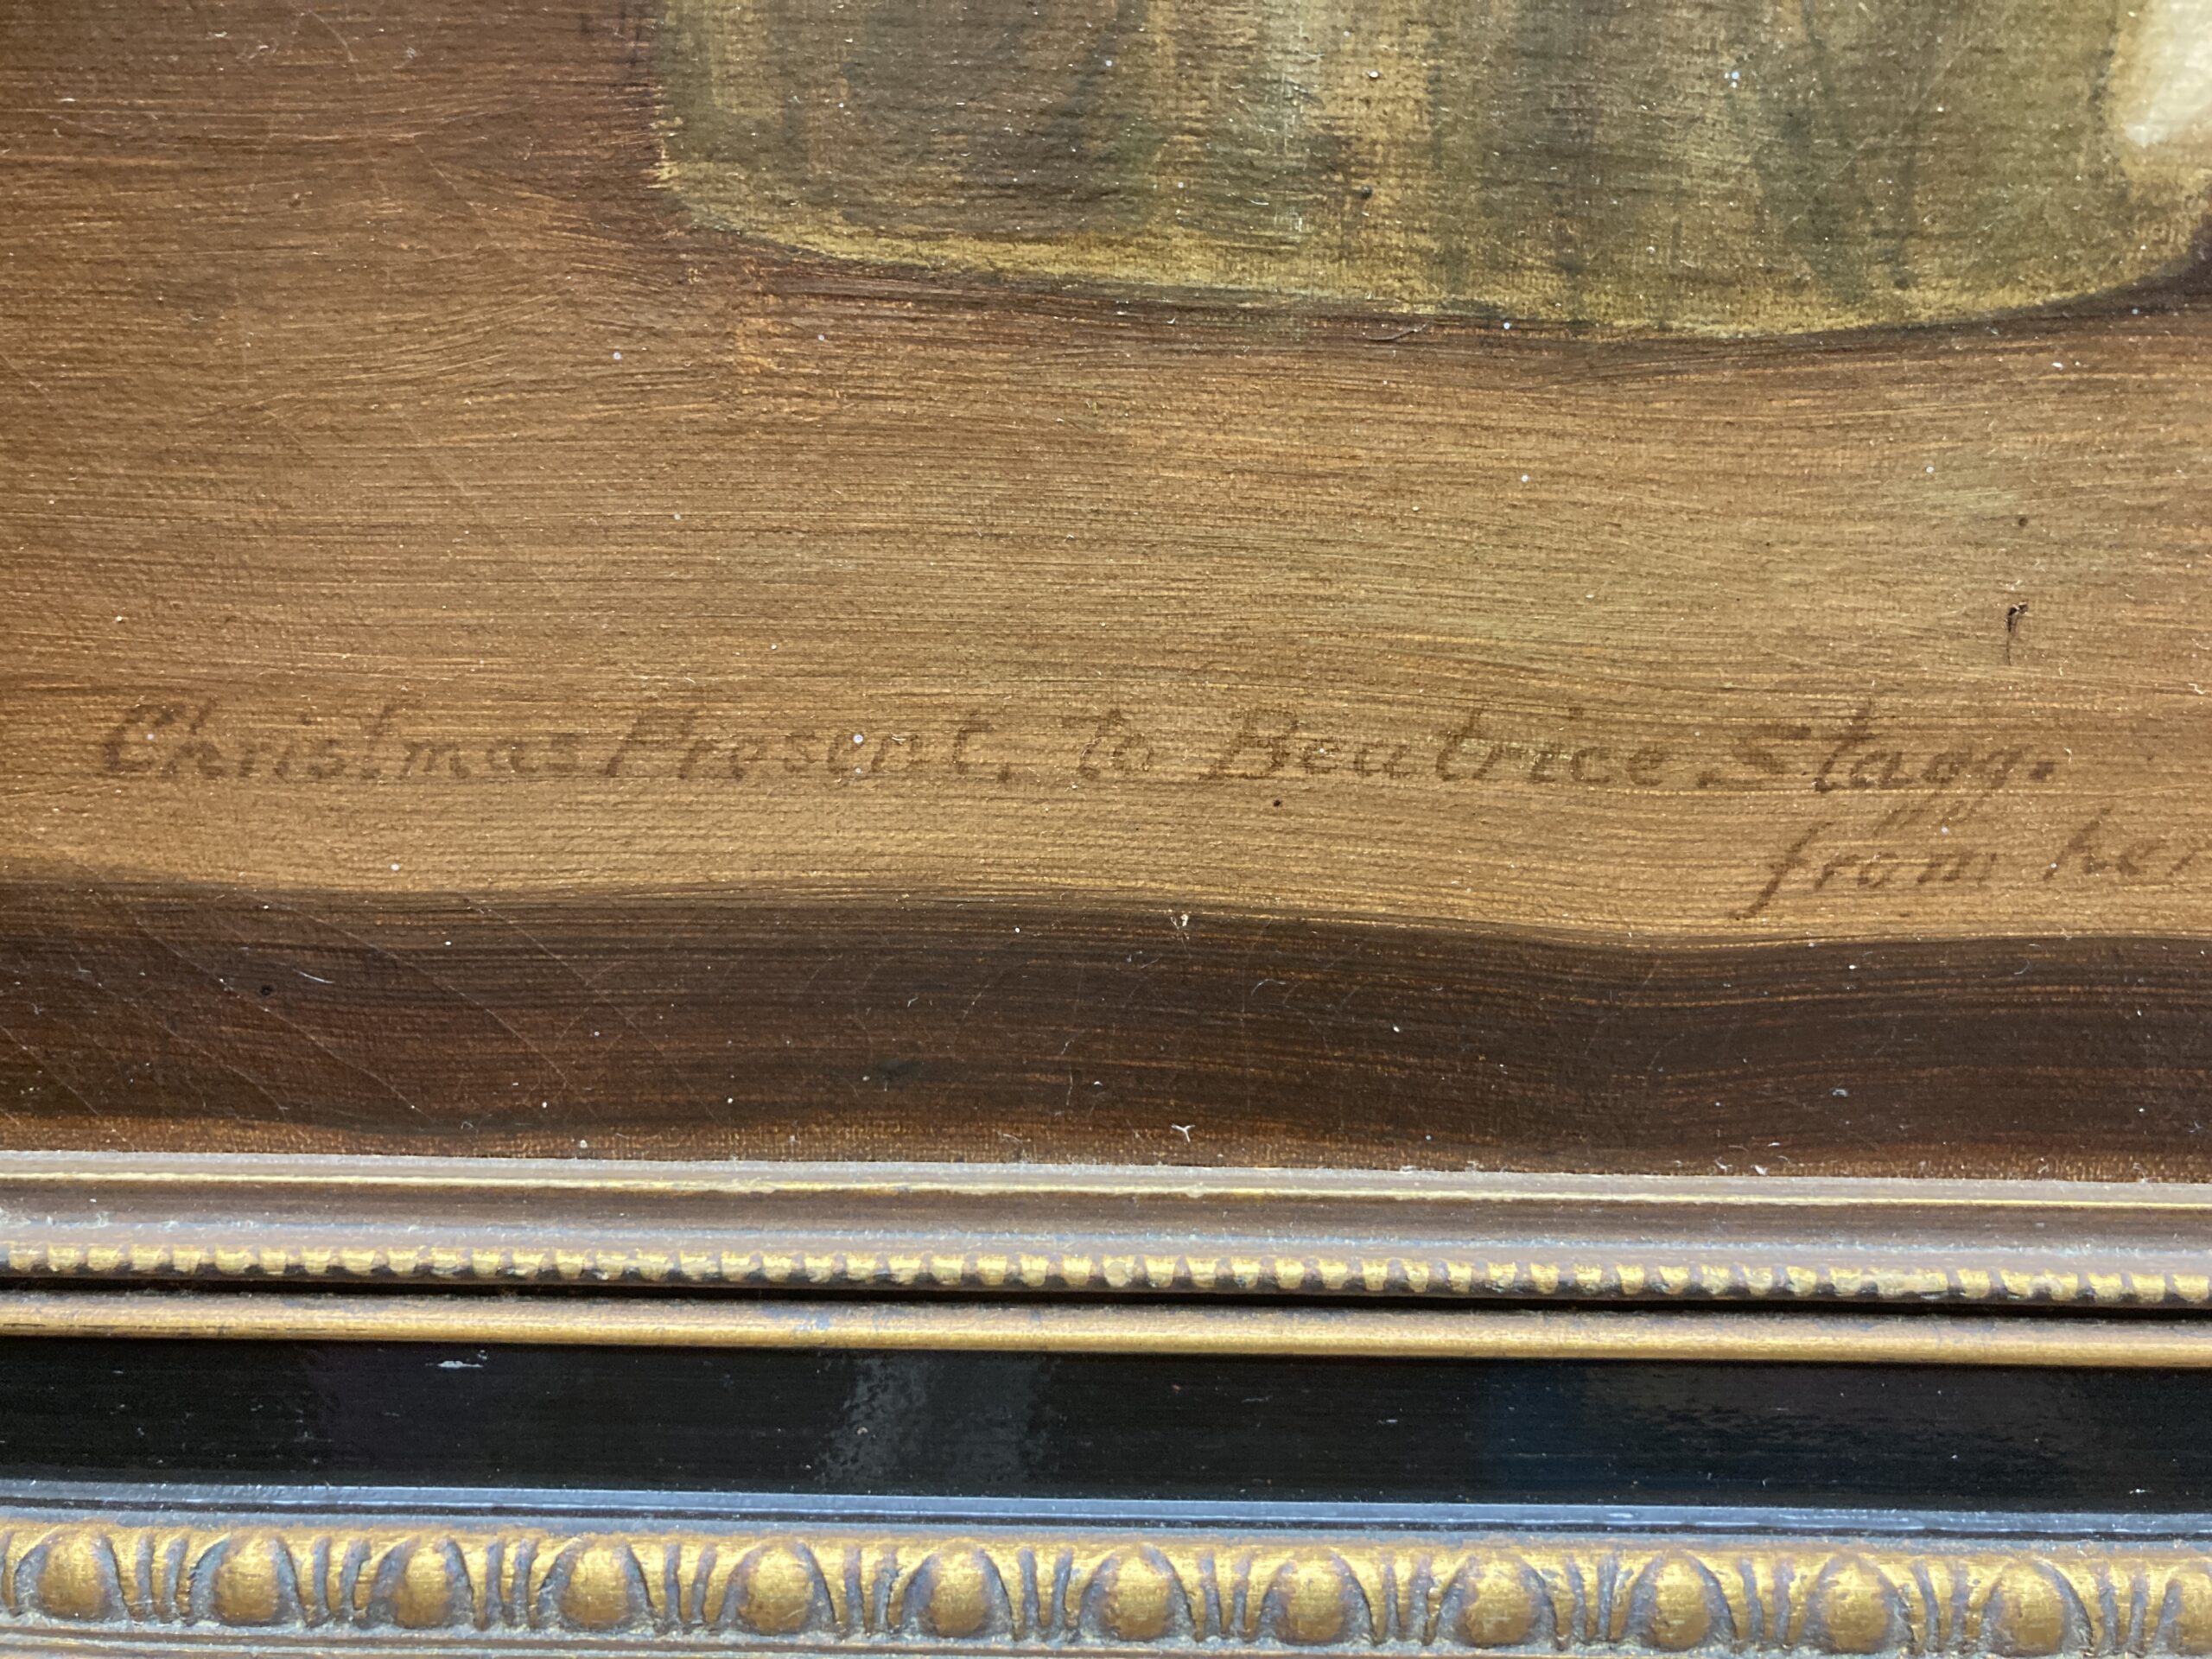 Christmas Present. to Beatrice Stagg.
from her